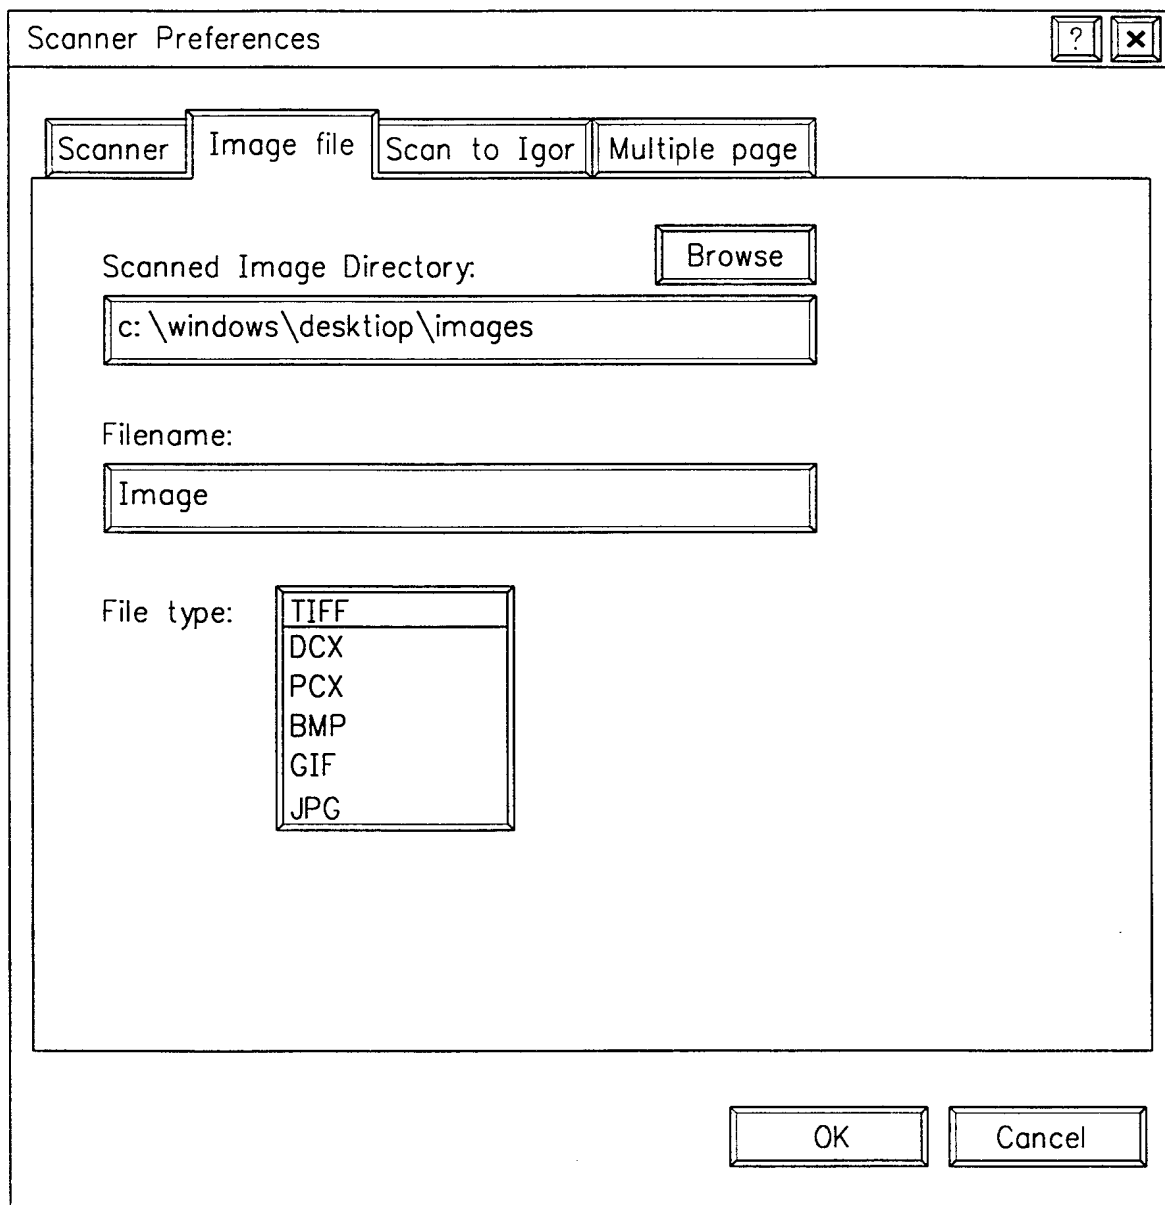 Scanner Preferences ? ×
Scanner Image file Scan to Igor Multiple page
Browse
Scanned Image Directory:
c:\windows\desktiop\images
Filename:
Image
File type: TIFF
DCX
PCX
BMP
GIF
JPG
OK Cancel